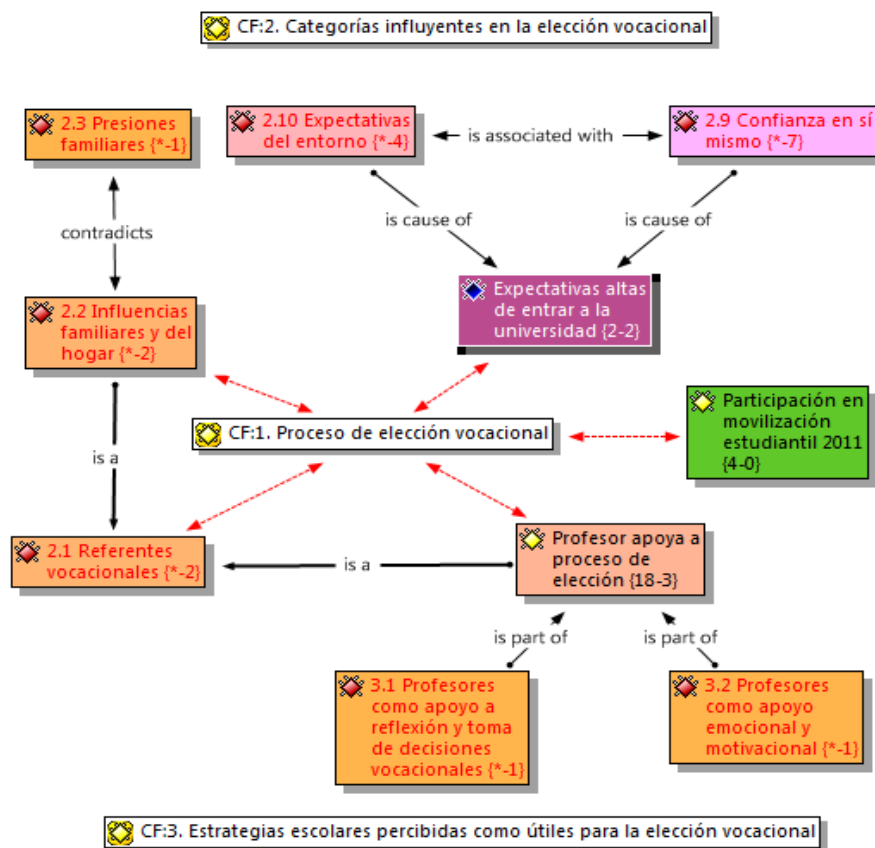 CF:2. Categorías influyentes en la elección vocacional
2.3 Presiones
familiares {*-1}
2.10 Expectativas
del entorno {*-4}
is associated with
2.9 Confianza en sí
mismo {*-7}
contradicts
is cause of
is cause of
2.2 Influencias
familiares y del
hogar {*-2}
Expectativas altas
de entrar a la
universidad {2-2}
CF:1. Proceso de elección vocacional
Participación en
movilización
estudiantil 2011
{4-0}
is a
2.1 Referentes
vocacionales {*-2}
is a
Profesor apoya a
proceso de
elección {18-3}
is part of
is part of
3.1 Profesores
como apoyo a
reflexión y toma
de decisiones
vocacionales {*-1}
3.2 Profesores
como apoyo
emocional y
motivacional {*-1}
CF:3. Estrategias escolares percibidas como útiles para la elección vocacional